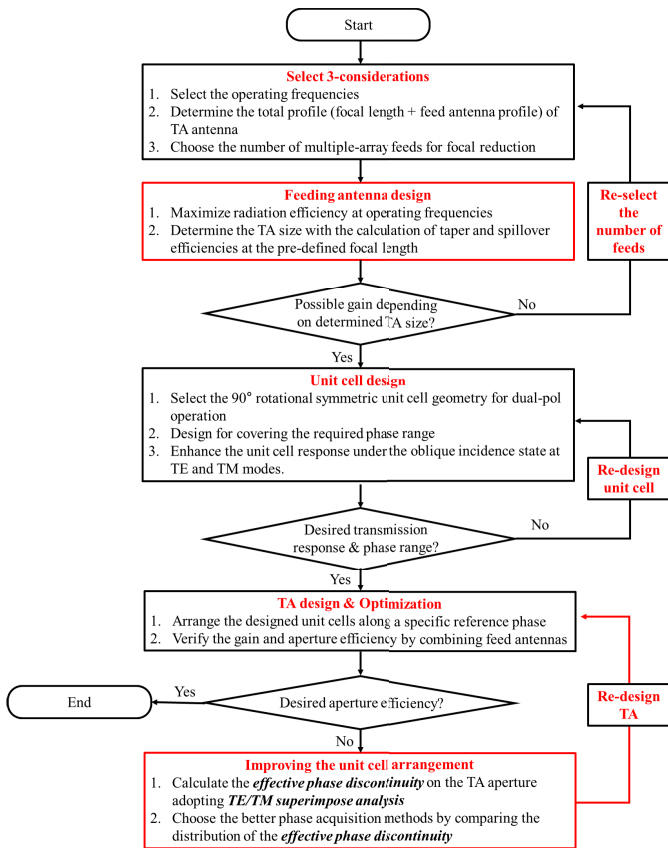 Start
Select 3-considerations
1. Select the operating frequencies
2. Determine the total profile (focal length + feed antenna profile) of
TA antenna
3. Choose the number of multiple-array feeds for focal reduction
Feeding antenna design
1. Maximize radiation efficiency at operating frequencies
2. Determine the TA size with the calculation of taper and spillover
efficiencies at the pre-defined focal length
Re-select
the
number of
feeds
Possible gain depending
on determined TA size?
No
Yes
Unit cell design
1. Select the 90° rotational symmetric unit cell geometry for dual-pol
operation
2. Design for covering the required phase range
3. Enhance the unit cell response under the oblique incidence state at
TE and TM modes.
Re-design
unit cell
Desired transmission
response & phase range?
No
Yes
TA design & Optimization
1. Arrange the designed unit cells along a specific reference phase
2. Verify the gain and aperture efficiency by combining feed antennas
End
Yes
Desired aperture efficiency?
Re-design
TA
No
Improving the unit cell arrangement
1. Calculate the effective phase discontinuity on the TA aperture
adopting TE/TM superimpose analysis
2. Choose the better phase acquisition methods by comparing the
distribution of the effective phase discontinuity